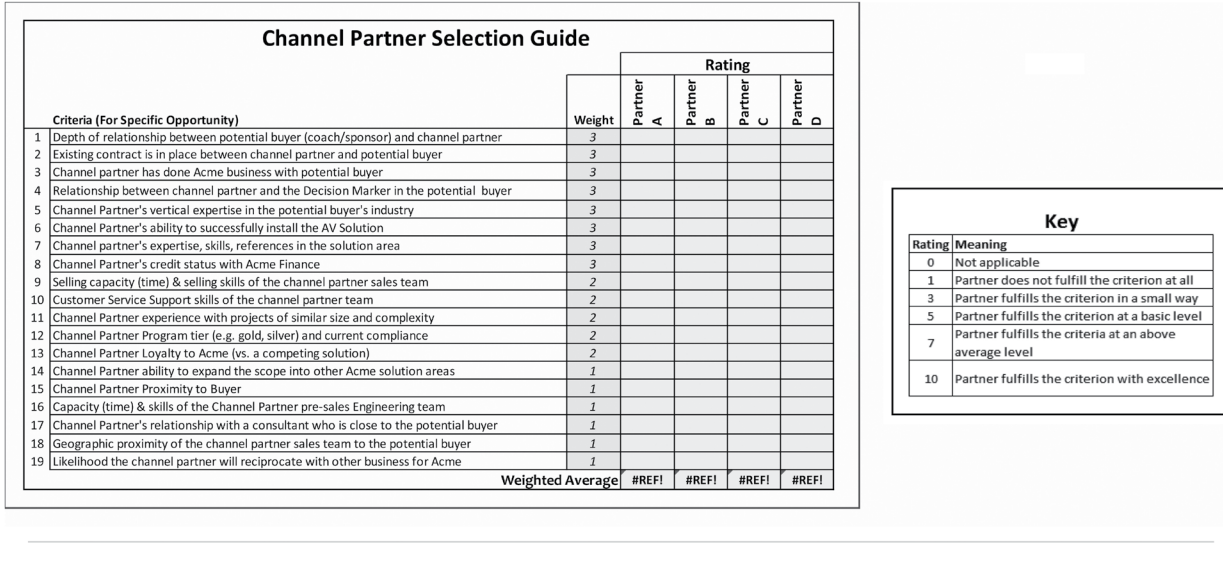 Channel Partner Selection Guide
Rating
Criteria (For Specific Opportunity) Weight Partner A Partner B Partner C Partner D
1 Depth of relationship between potential buyer (coach/sponsor) and channel partner 3
2 Existing contract is in place between channel partner and potential buyer 3
3 Channel partner has done Acme business with potential buyer 3
4 Relationship between channel partner and the Decision Marker in the potential buyer 3
5 Channel Partner's vertical expertise in the potential buyer's industry 3
6 Channel Partner's ability to successfully install the AV Solution 3
7 Channel partner's expertise, skills, references in the solution area 3
8 Channel Partner's credit status with Acme Finance 3
9 Selling capacity (time) & selling skills of the channel partner sales team 2
10 Customer Service Support skills of the channel partner team 2
11 Channel Partner experience with projects of similar size and complexity 2
12 Channel Partner Program tier (e.g. gold, silver) and current compliance 2
13 Channel Partner Loyalty to Acme (vs. a competing solution) 2
14 Channel Partner ability to expand the scope into other Acme solution areas 1
15 Channel Partner Proximity to Buyer 1
16 Capacity (time) & skills of the Channel Partner pre-sales Engineering team 1
17 Channel Partner's relationship with a consultant who is close to the potential buyer 1
18 Geographic proximity of the channel partner sales team to the potential buyer 1
19 Likelihood the channel partner will reciprocate with other business for Acme 1
Weighted Average #REF! #REF! #REF! #REF!
Key
Rating Meaning
0 Not applicable
1 Partner does not fulfill the criterion at all
3 Partner fulfills the criterion in a small way
5 Partner fulfills the criterion at a basic level
7 Partner fulfills the criteria at an above
average level
10 Partner fulfills the criterion with excellence